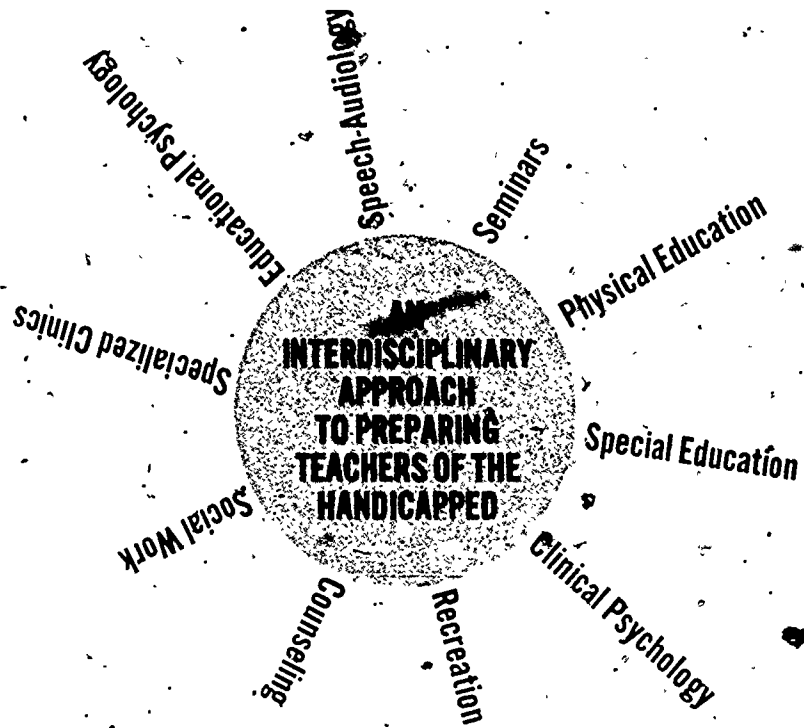 AN
INTERDISCIPLINARY
APPROACH
TO PREPARING
TEACHERS OF THE
HANDICAPPED
Speech-Audiology
Seminars
Physical Education
Special Education
Clinical Psychology
Recreation
Counseling
Social Work
Specialized Clinics
Educational Psychology